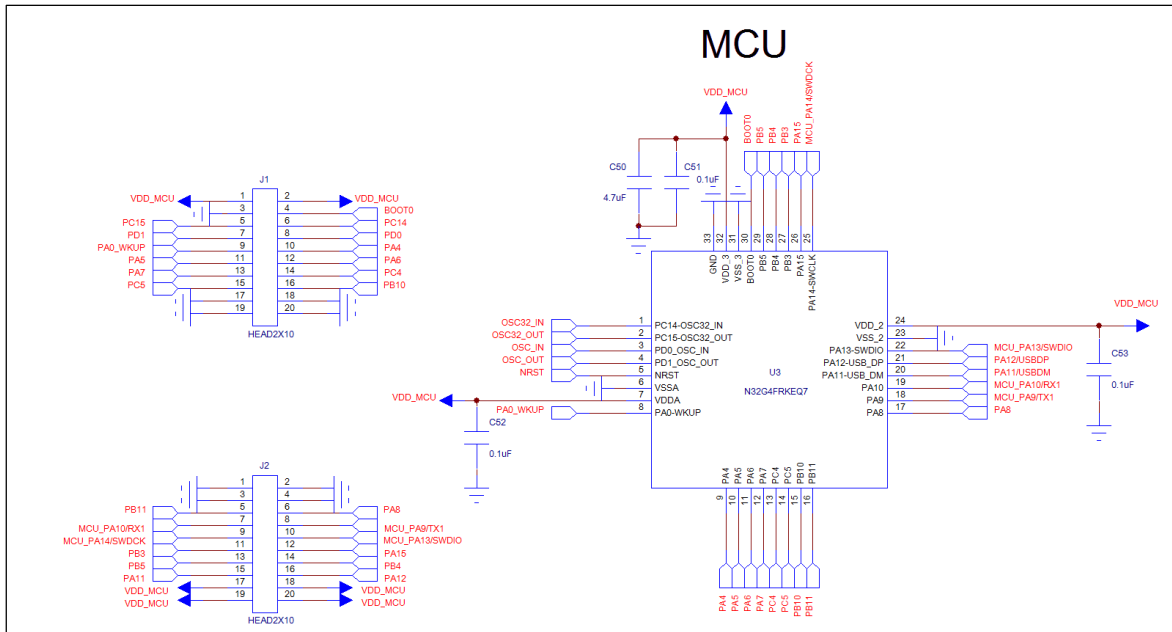 MCU
VDD_MCU
BOOT0
PB5
PB4
PB3
PA15
MCU_PA14/SWDCK
C50
4.7uF
C51
0.1uF
33
32
31
30
29
28
27
26
25
GND
VDD_3
VSS_3
BOOT0
PB5
PB4
PB3
PA15
PA14-SWCLK
J1
VDD_MCU 1 2 VDD_MCU
3 4 BOOT0
PC15 5 6 PC14
PD1 7 8 PD0
PA0_WKUP 9 10 PA4
PA5 11 12 PA6
PA7 13 14 PC4
PC5 15 16 PB10
17 18
19 20
HEAD2X10
OSC32_IN 1 PC14-OSC32_IN
OSC32_OUT 2 PC15-OSC32_OUT
OSC_IN 3 PD0_OSC_IN
OSC_OUT 4 PD1_OSC_OUT
NRST 5 NRST
6 VSSA
VDD_MCU 7 VDDA
PA0_WKUP 8 PA0-WKUP
C52
0.1uF
U3
N32G4FRKEQ7
VDD_2 24 VDD_MCU
VSS_2 23
PA13-SWDIO 22 MCU_PA13/SWDIO
PA12-USB_DP 21 PA12/USBDP
PA11-USB_DM 20 PA11/USBDM
PA10 19 MCU_PA10/RX1
PA9 18 MCU_PA9/TX1
PA8 17 PA8
C53
0.1uF
PA4
PA5
PA6
PA7
PC4
PC5
PB10
PB11
9
10
11
12
13
14
15
16
PA4
PA5
PA6
PA7
PC4
PC5
PB10
PB11
J2
1 2
3 4
PB11 5 6 PA8
MCU_PA10/RX1 7 8 MCU_PA9/TX1
MCU_PA14/SWDCK 9 10 MCU_PA13/SWDIO
PB3 11 12 PA15
PB5 13 14 PB4
PA11 15 16 PA12
VDD_MCU 17 18 VDD_MCU
VDD_MCU 19 20 VDD_MCU
HEAD2X10